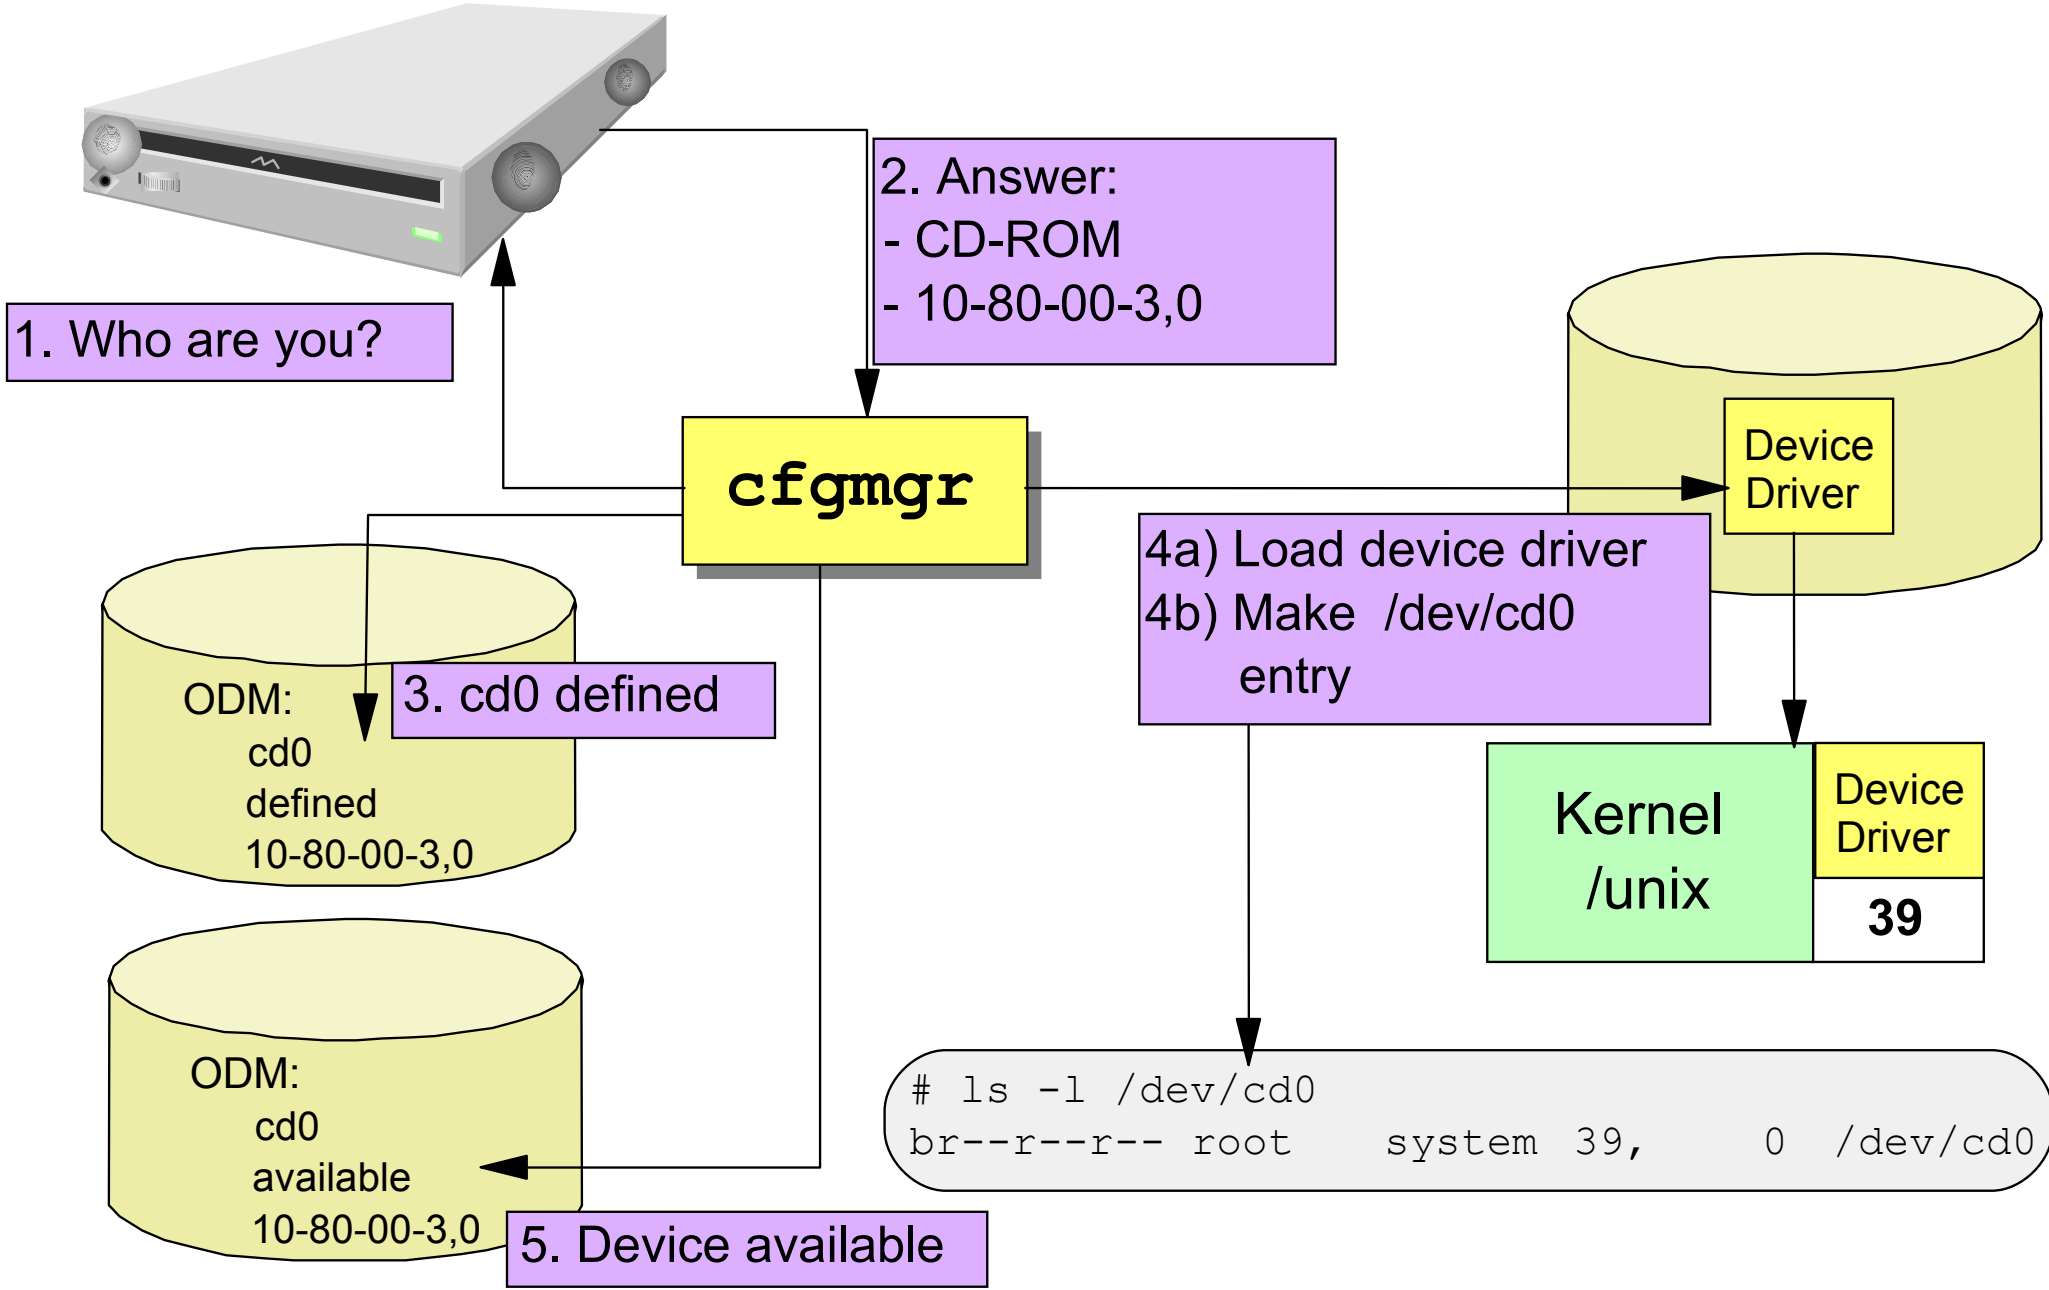 1. Who are you?
2. Answer:
- CD-ROM
- 10-80-00-3,0
cfgmgr
Device
Driver
3. cd0 defined
ODM:
cd0
defined
10-80-00-3,0
4a) Load device driver
4b) Make /dev/cd0
entry
Kernel
/unix
Device
Driver
39
ODM:
cd0
available
10-80-00-3,0
5. Device available
# ls -l /dev/cd0
br--r--r-- root system 39, 0 /dev/cd0